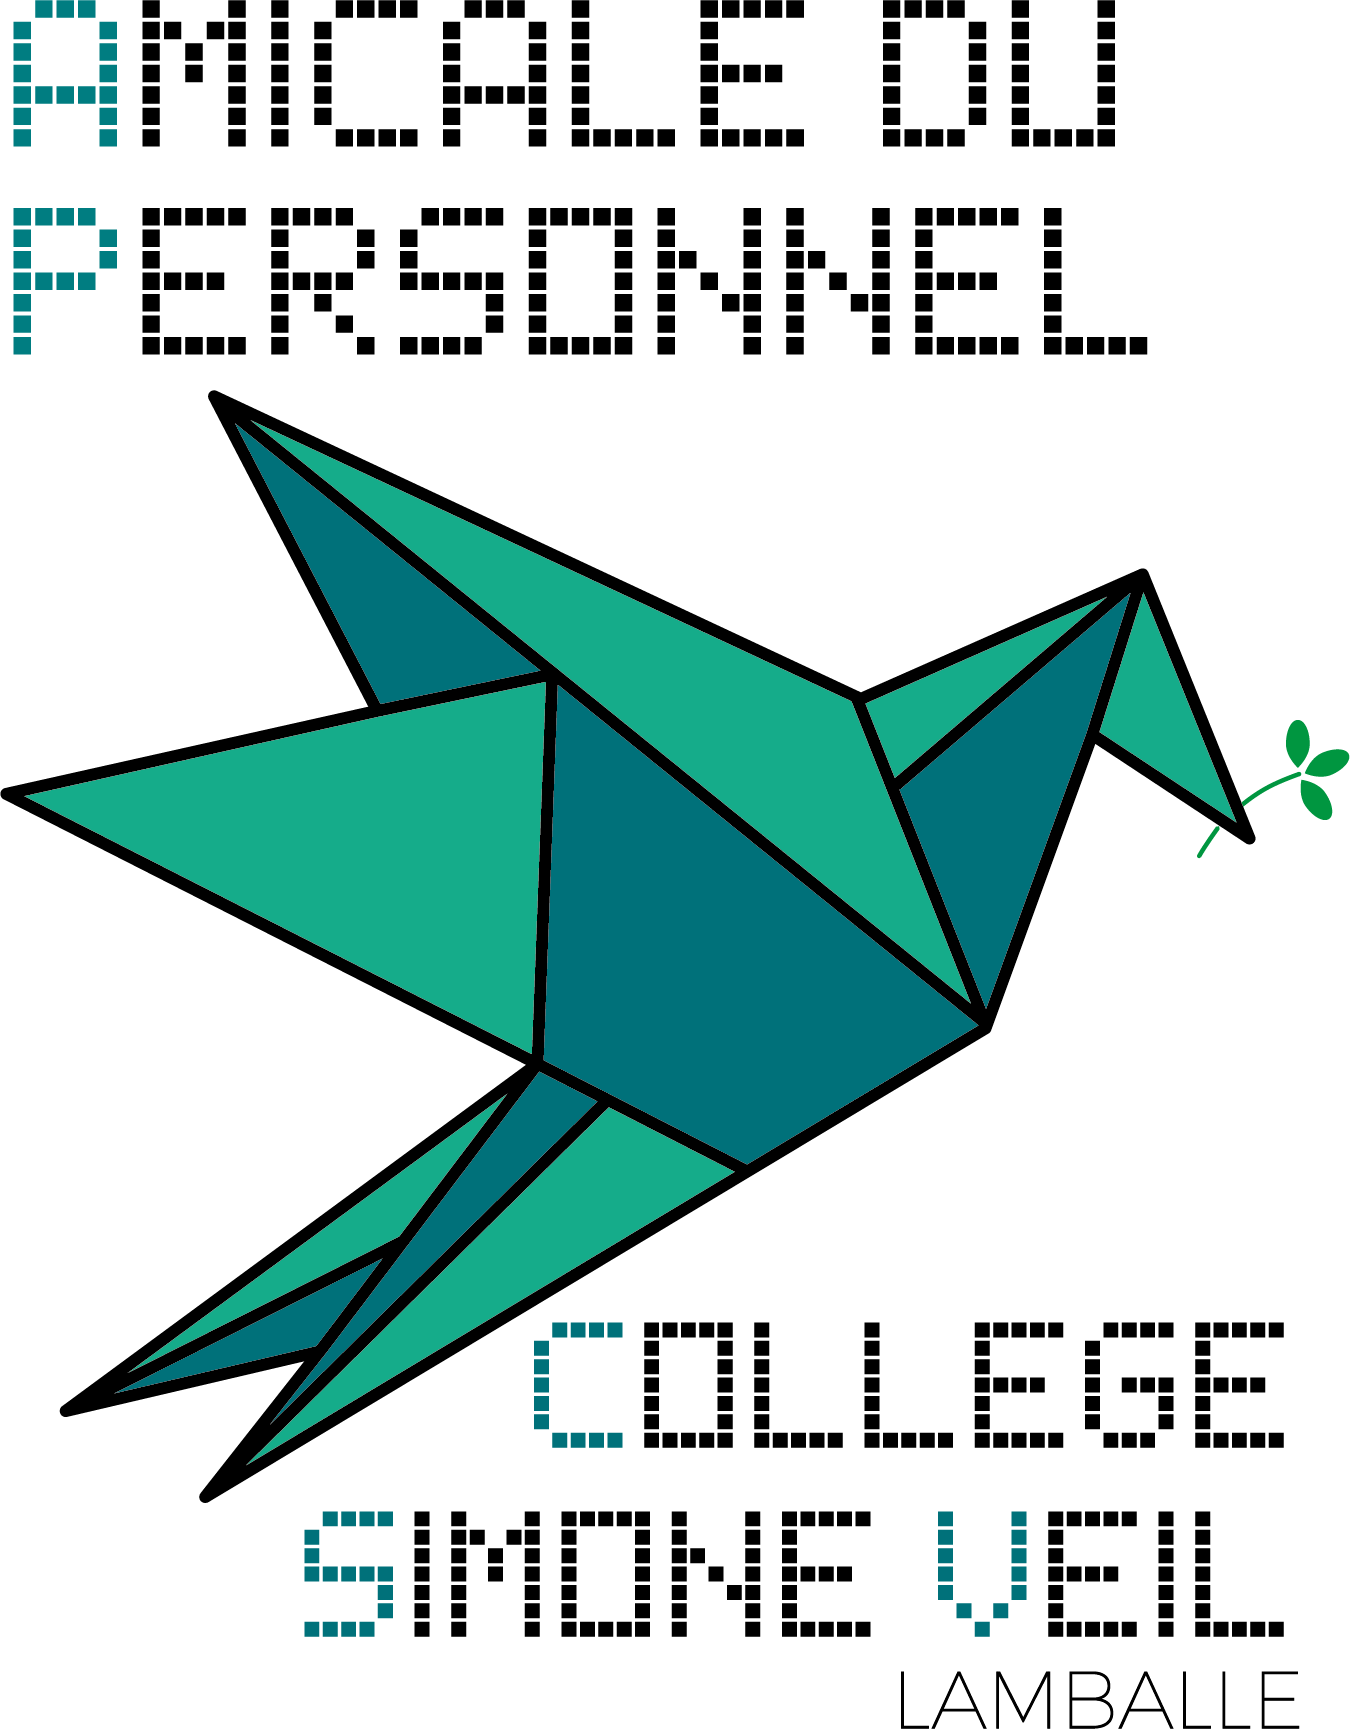 AMICALE DU
PERSONNEL
COLLEGE
SIMONE VEIL
LAMBALLE